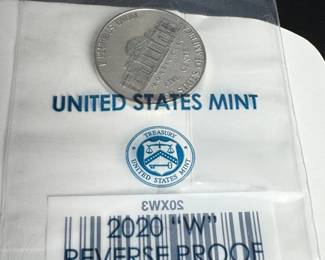 UNITED STATES MINT
TREASURY
UNITED STATES MINT
20XW3
2020 "W"
REVERSE PROOF